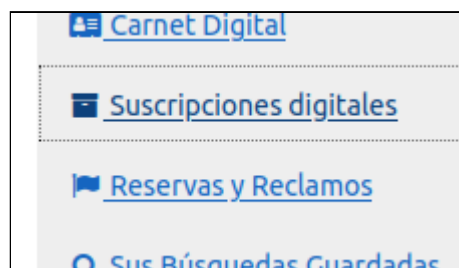 Carnet Digital
Suscripciones digitales
Reservas y Reclamos
Sus Búsquedas Guardadas